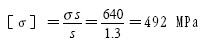 [σ] = σs/s = 640/1.3 = 492 MPa